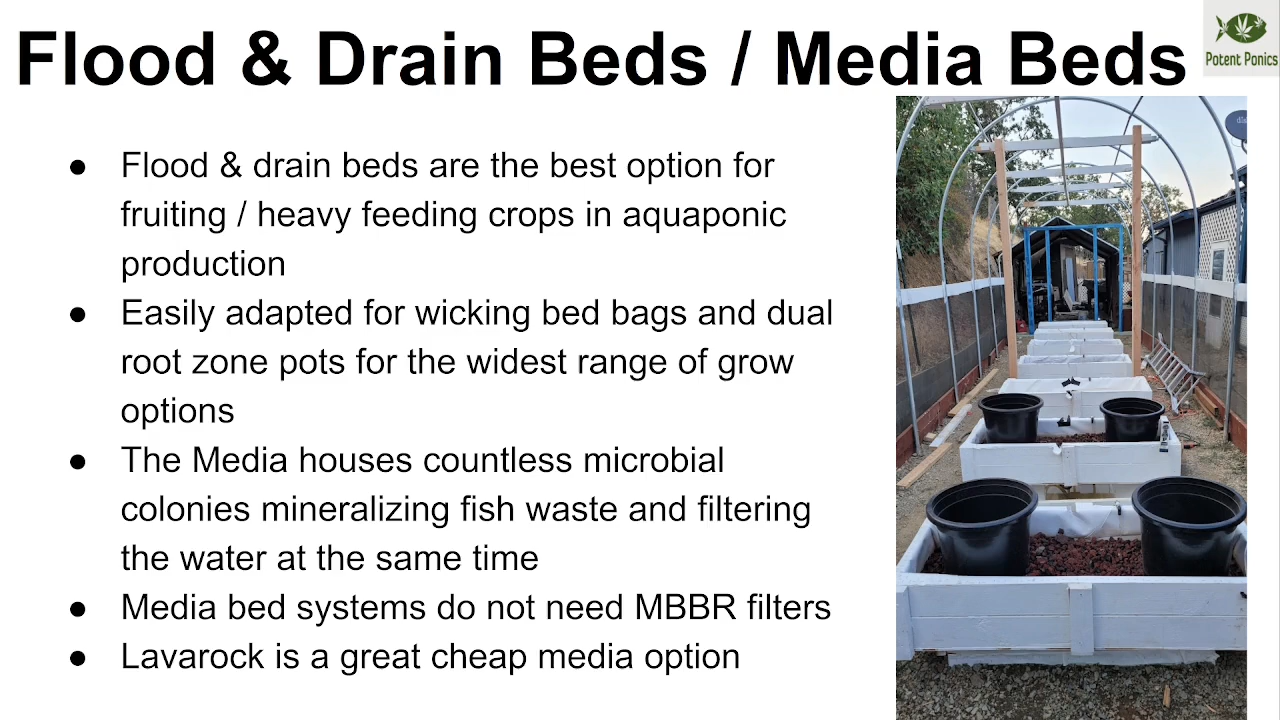 Flood & Drain Beds / Media Beds
Potent Ponics
● Flood & drain beds are the best option for
fruiting / heavy feeding crops in aquaponic
production
● Easily adapted for wicking bed bags and dual
root zone pots for the widest range of grow
options
● The Media houses countless microbial
colonies mineralizing fish waste and filtering
the water at the same time
● Media bed systems do not need MBBR filters
● Lavarock is a great cheap media option